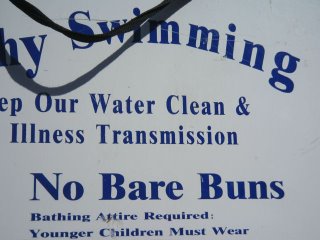 hy Swimming
ep Our Water Clean &
Illness Transmission
No Bare Buns
Bathing Attire Required:
Younger Children Must Wear